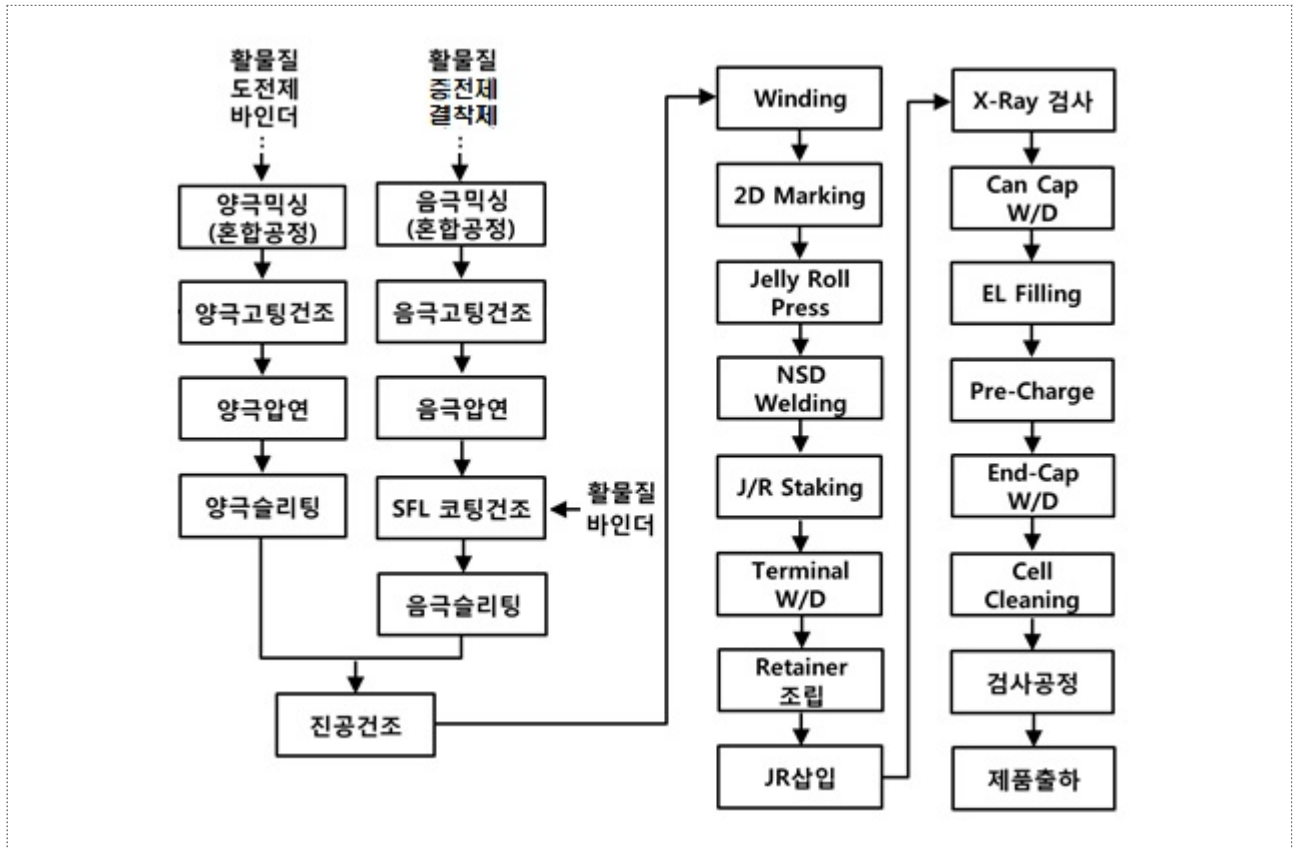 활물질
도전제
바인더
⋮
양극믹싱
(혼합공정)
양극고팅건조
양극압연
양극슬리팅
활물질
증전제
결착제
⋮
음극믹싱
(혼합공정)
음극고팅건조
음극압연
SFL 코팅건조
활물질
바인더
음극슬리팅
진공건조
Winding
2D Marking
Jelly Roll
Press
NSD
Welding
J/R Staking
Terminal
W/D
Retainer
조립
JR삽입
X-Ray 검사
Can Cap
W/D
EL Filling
Pre-Charge
End-Cap
W/D
Cell
Cleaning
검사공정
제품출하